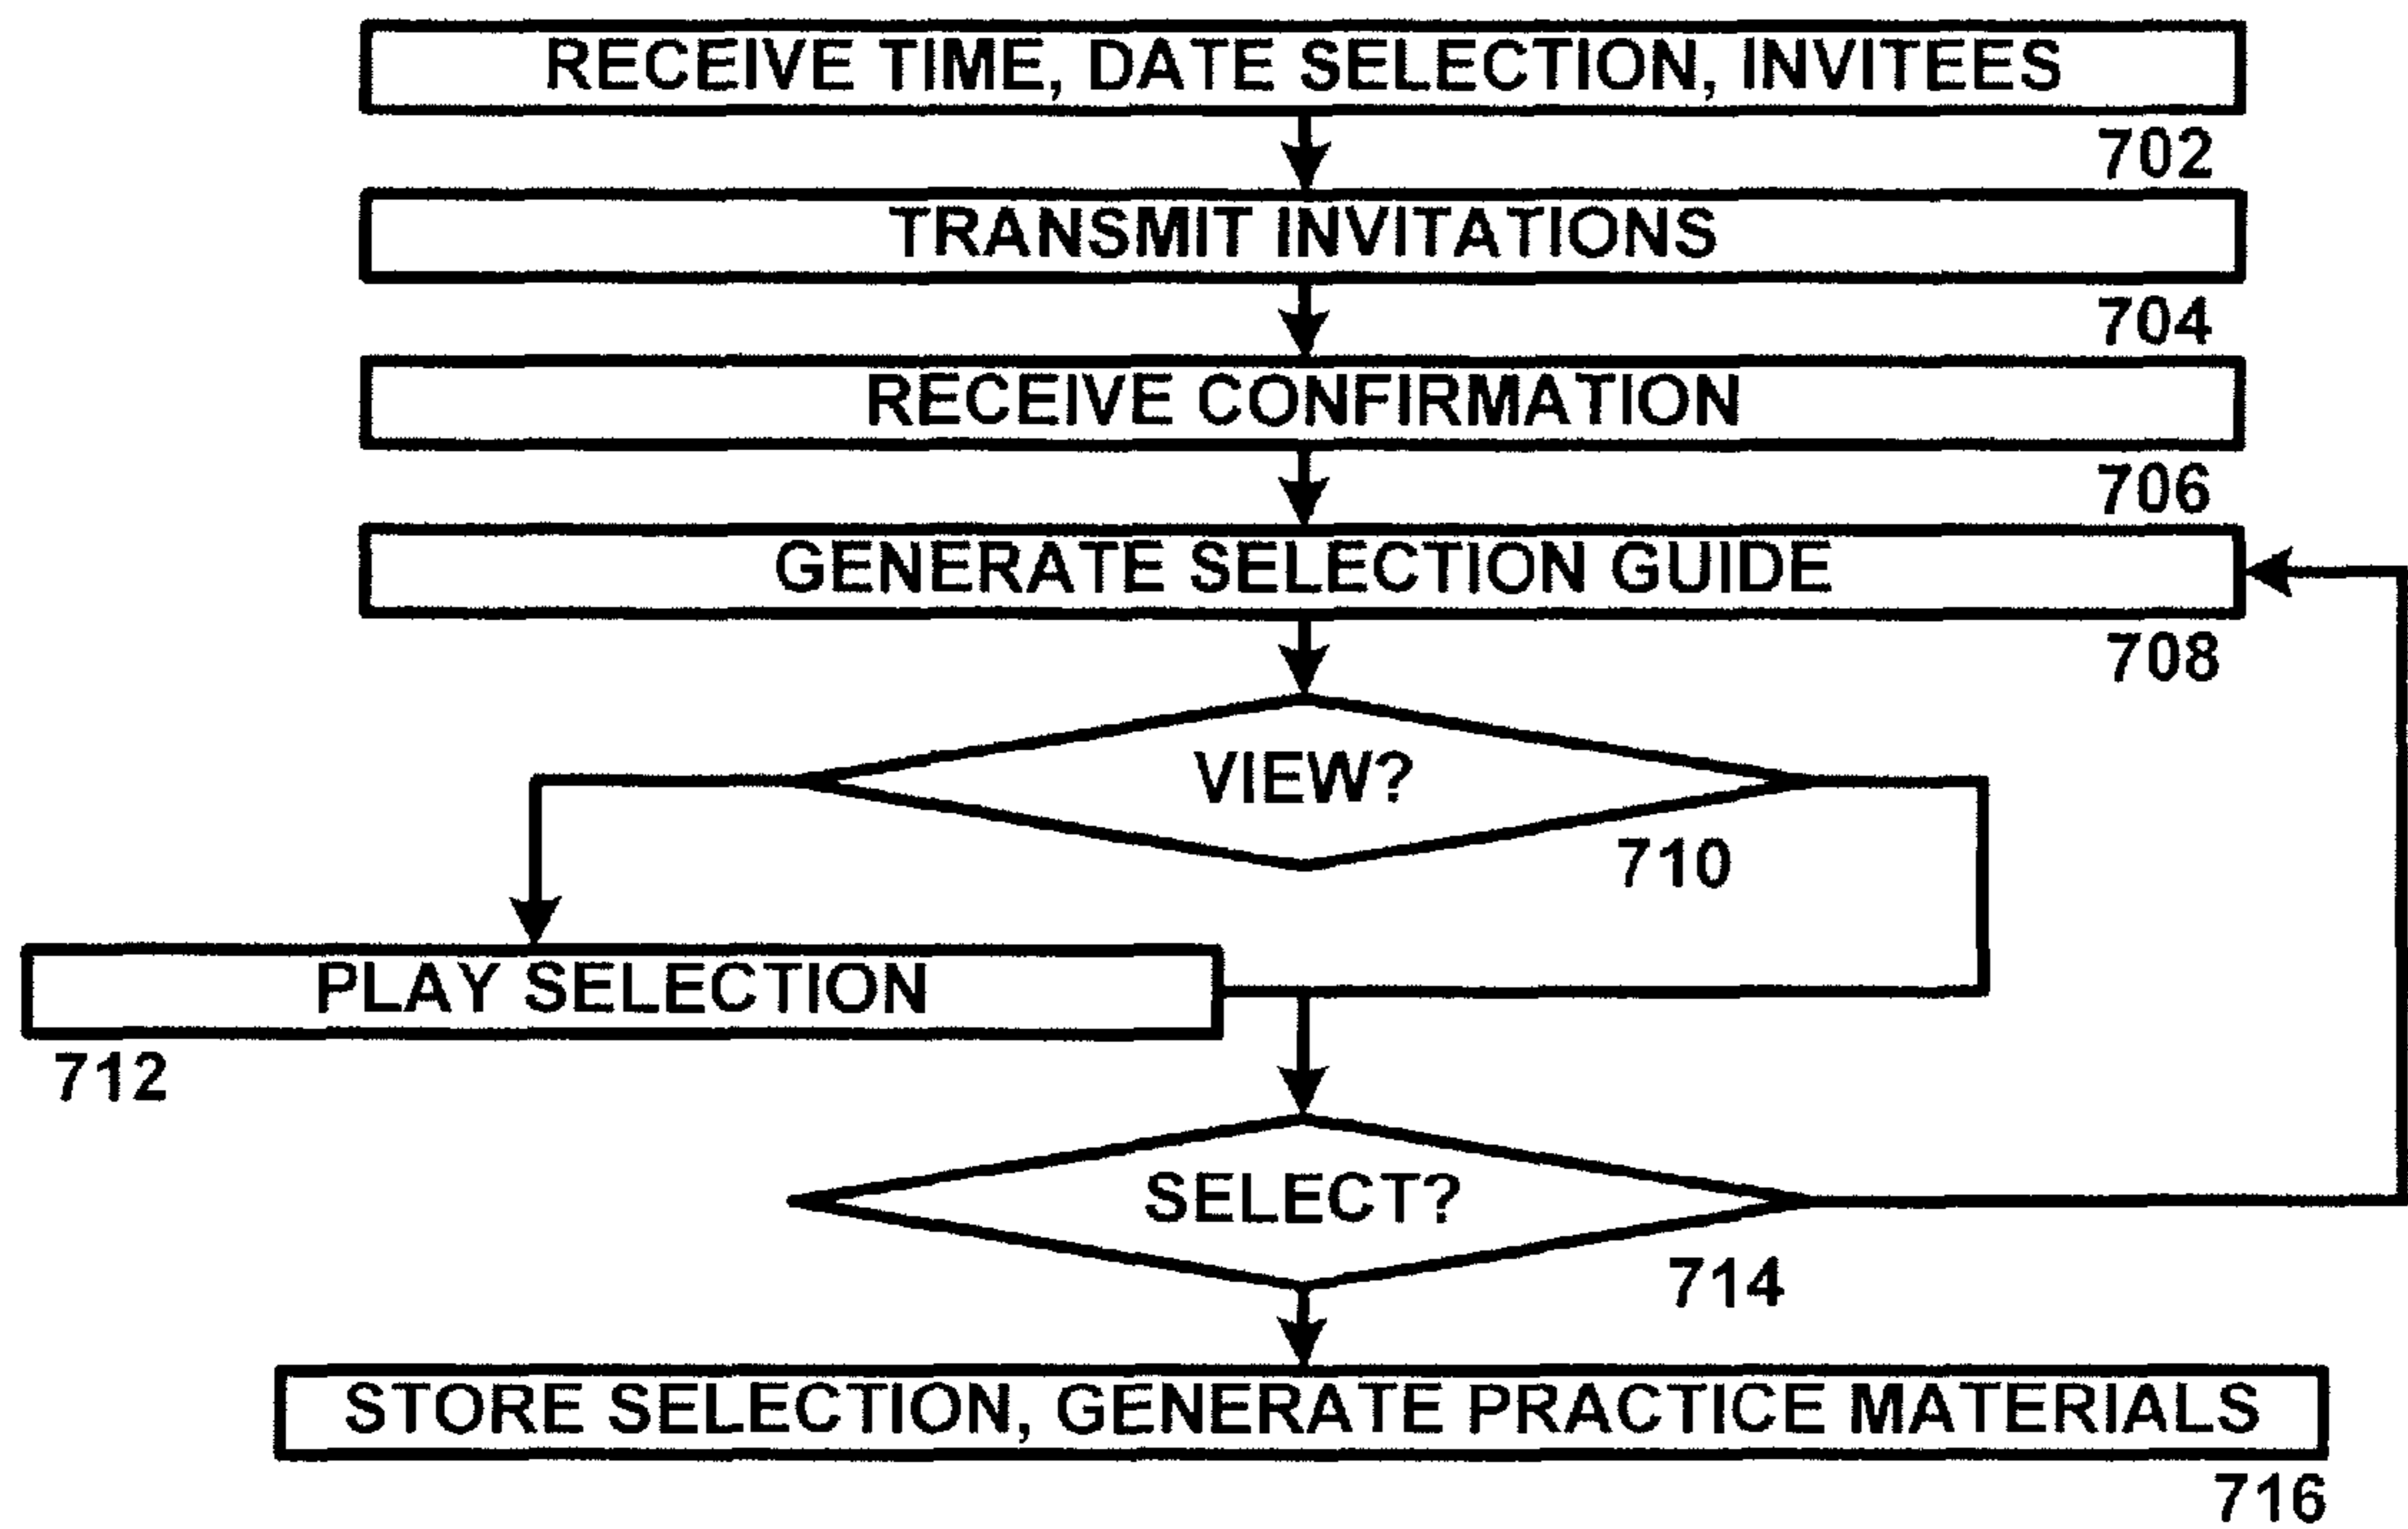 RECEIVE TIME, DATE SELECTION, INVITEES
702
TRANSMIT INVITATIONS
704
RECEIVE CONFIRMATION
706
GENERATE SELECTION GUIDE
708
VIEW?
710
PLAY SELECTION
712
SELECT?
714
STORE SELECTION, GENERATE PRACTICE MATERIALS
716